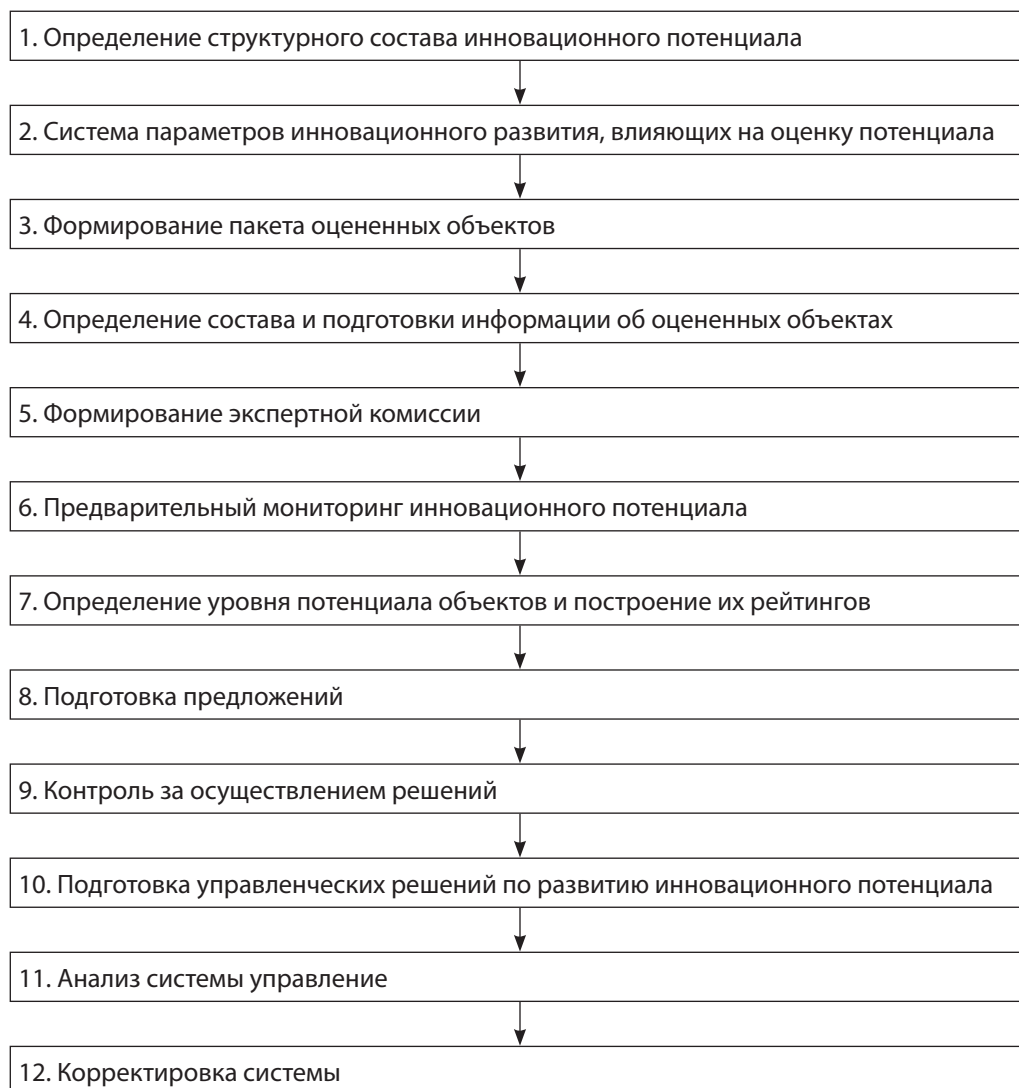 1. Определение структурного состава инновационного потенциала
2. Система параметров инновационного развития, влияющих на оценку потенциала
3. Формирование пакета оцененных объектов
4. Определение состава и подготовки информации об оцененных объектах
5. Формирование экспертной комиссии
6. Предварительный мониторинг инновационного потенциала
7. Определение уровня потенциала объектов и построение их рейтингов
8. Подготовка предложений
9. Контроль за осуществлением решений
10. Подготовка управленческих решений по развитию инновационного потенциала
11. Анализ системы управление
12. Корректировка системы